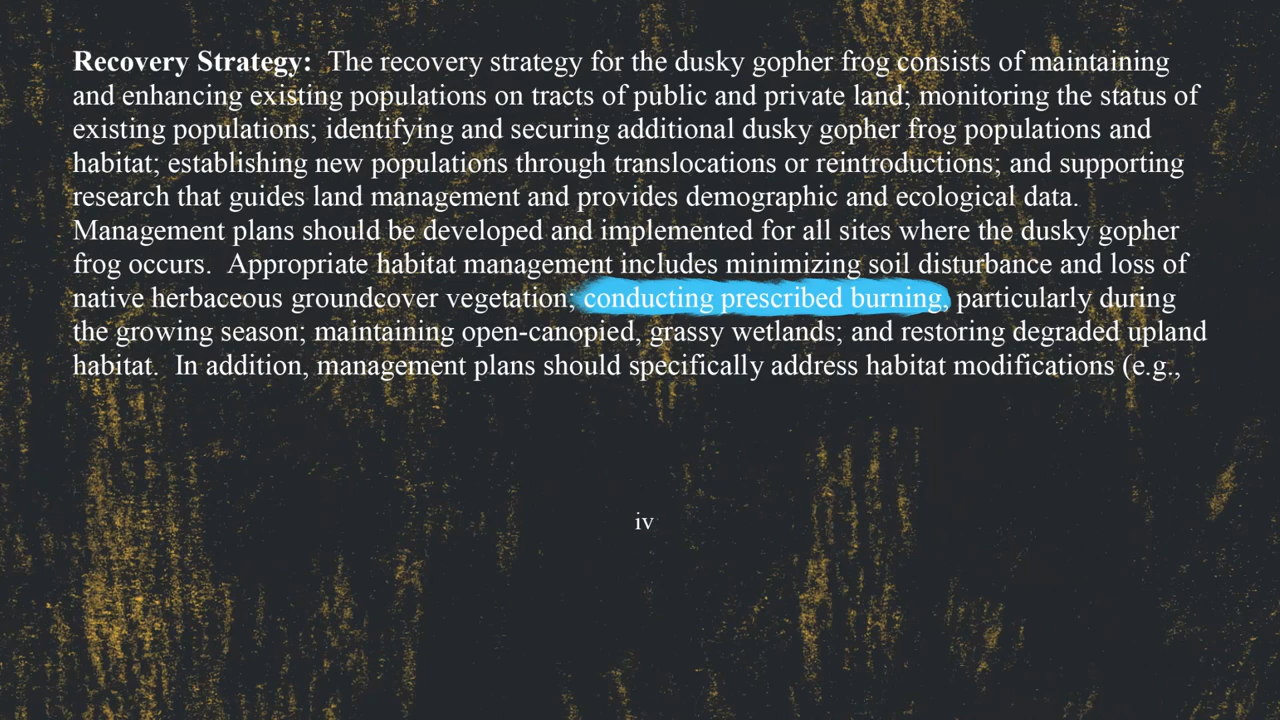 Recovery Strategy: The recovery strategy for the dusky gopher frog consists of maintaining
and enhancing existing populations on tracts of public and private land; monitoring the status of
existing populations; identifying and securing additional dusky gopher frog populations and
habitat; establishing new populations through translocations or reintroductions; and supporting
research that guides land management and provides demographic and ecological data.
Management plans should be developed and implemented for all sites where the dusky gopher
frog occurs. Appropriate habitat management includes minimizing soil disturbance and loss of
native herbaceous groundcover vegetation; conducting prescribed burning, particularly during
the growing season; maintaining open-canopied, grassy wetlands; and restoring degraded upland
habitat. In addition, management plans should specifically address habitat modifications (e.g.,
iv